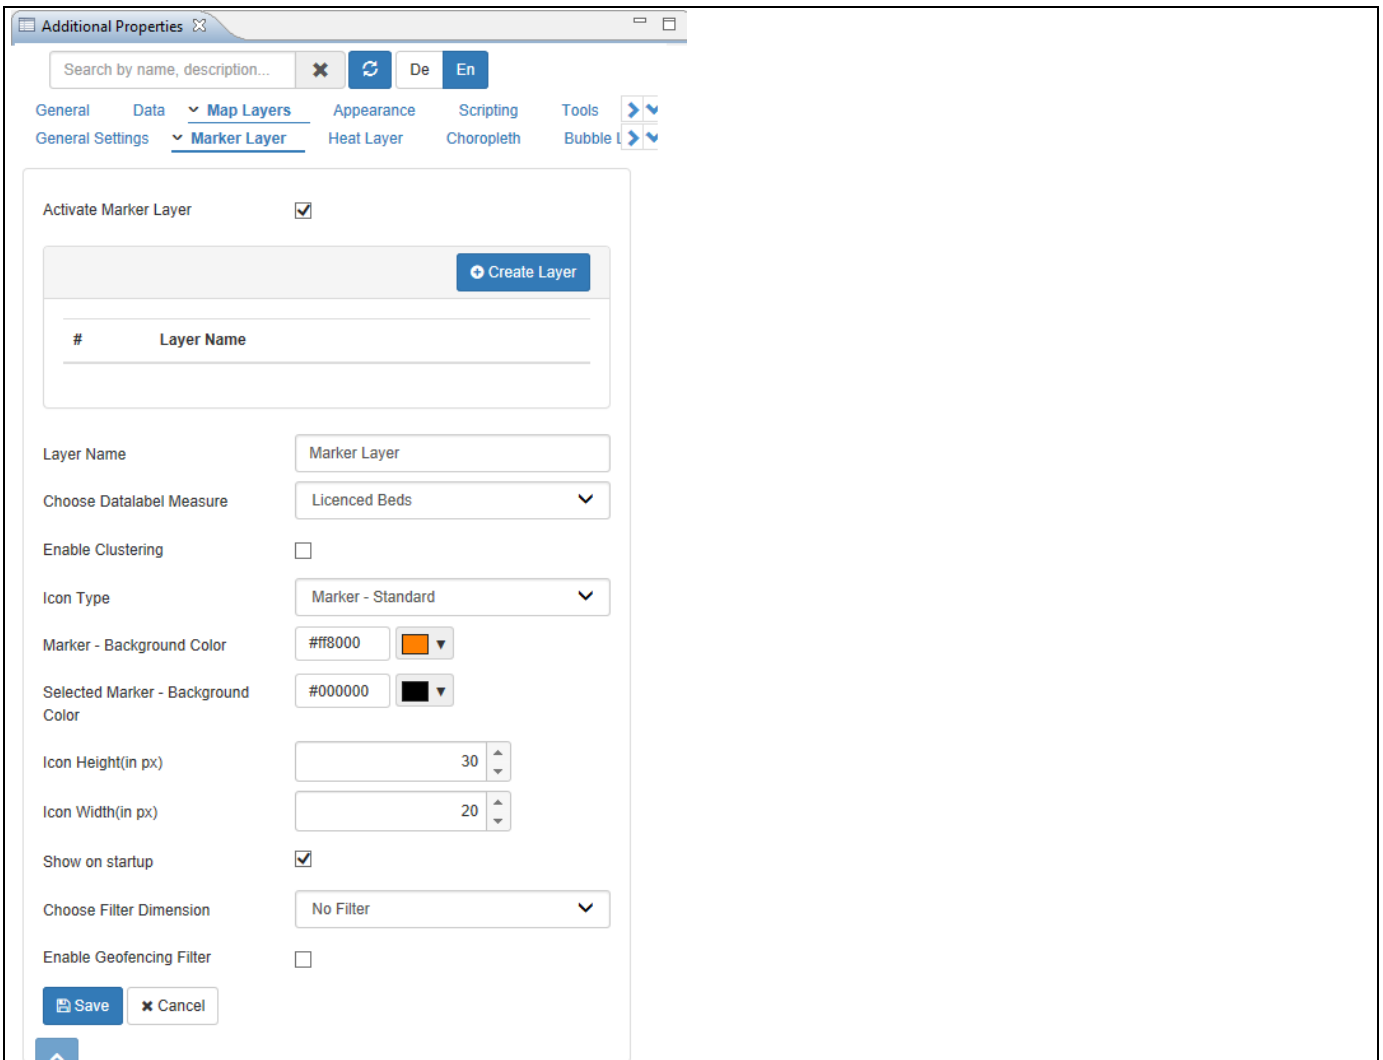 Additional Properties
Search by name, description... De En
General Data Map Layers Appearance Scripting Tools
General Settings Marker Layer Heat Layer Choropleth Bubble L
Activate Marker Layer
Create Layer
# Layer Name
Layer Name Marker Layer
Choose Datalabel Measure Licenced Beds
Enable Clustering
Icon Type Marker - Standard
Marker - Background Color #ff8000
Selected Marker - Background #000000
Color
Icon Height(in px) 30
Icon Width(in px) 20
Show on startup
Choose Filter Dimension No Filter
Enable Geofencing Filter
Save Cancel